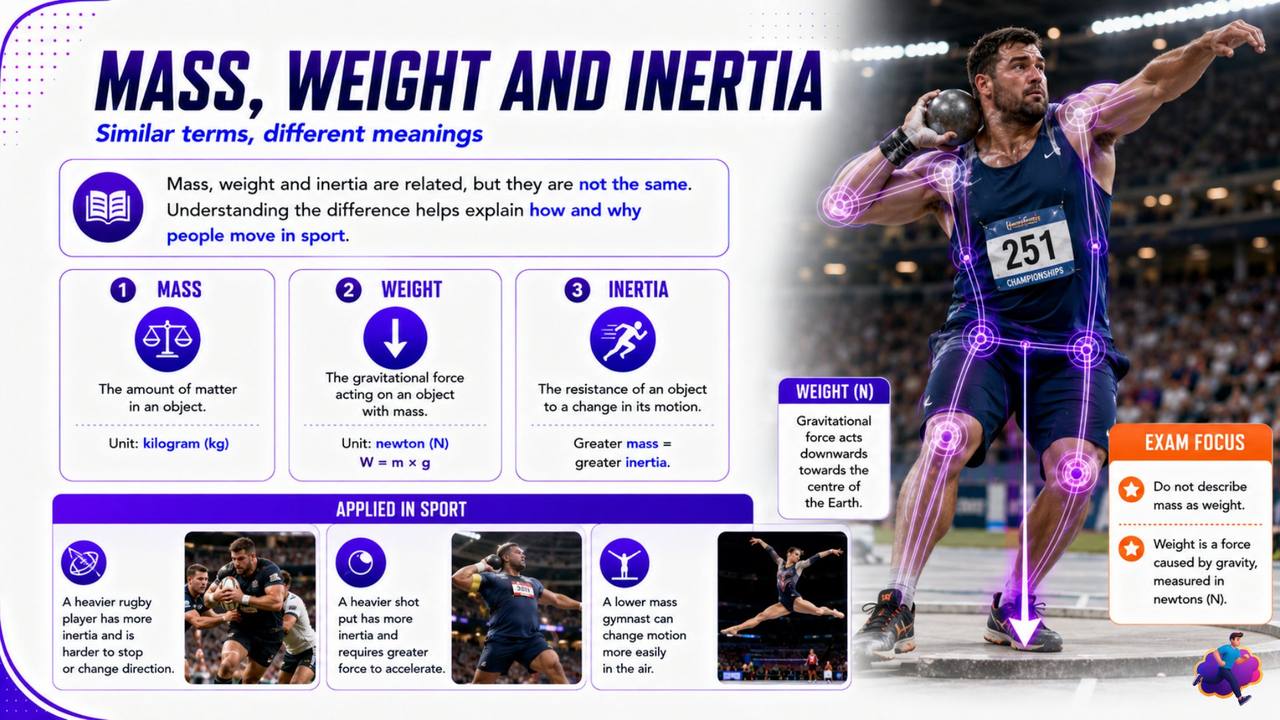 MASS, WEIGHT AND INERTIA
Similar terms, different meanings
Mass, weight and inertia are related, but they are not the same.
Understanding the difference helps explain how and why
people move in sport.
1 MASS
The amount of matter
in an object.
Unit: kilogram (kg)
2 WEIGHT
The gravitational force
acting on an object
with mass.
Unit: newton (N)
W = m × g
3 INERTIA
The resistance of an object
to a change in its motion.
Greater mass =
greater inertia.
WEIGHT (N)
Gravitational
force acts
downwards
towards the
centre of
the Earth.
251
CHAMPIONSHIPS
EXAM FOCUS
Do not describe
mass as weight.
Weight is a force
caused by gravity,
measured in
newtons (N).
APPLIED IN SPORT
A heavier rugby
player has more
inertia and is
harder to stop
or change direction.
A heavier shot
put has more
inertia and
requires greater
force to accelerate.
A lower mass
gymnast can
change motion
more easily
in the air.